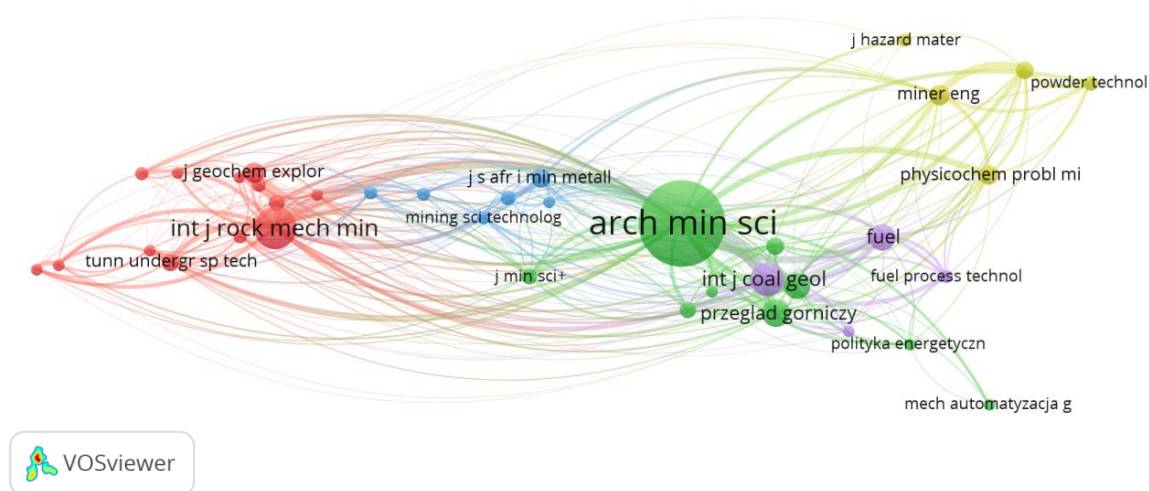 j hazard mater
powder technol
miner eng
j geochem explor
j s afr i min metall
physicochem probl mi
mining sci technolog
arch min sci
int j rock mech min
fuel
tunn undergr sp tech
j min sci+
int j coal geol
fuel process technol
przeglad gorniczy
polityka energetyczn
mech automatyzacja g
VOSviewer